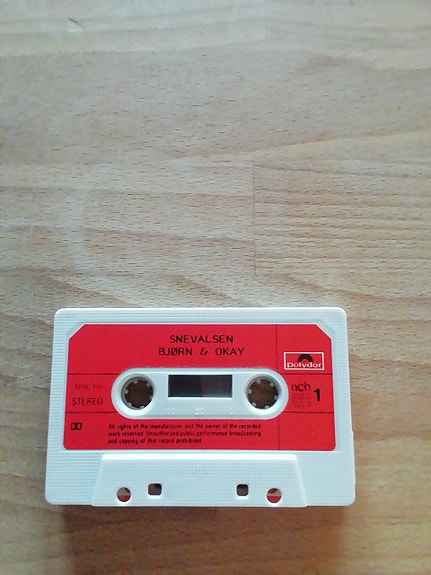 SNEVALSEN
BJØRN & OKAY
polydor
STEREO
ncb
1
All rights of the manufacturer and the owner of the recorded
work reserved. Unauthorized public performance broadcasting
and copying of this record prohibited.